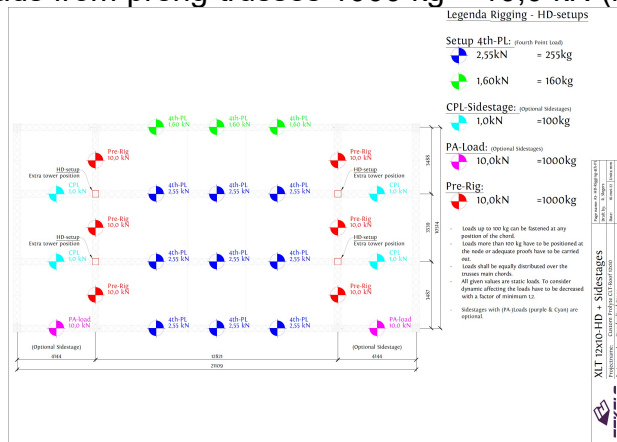 Legenda Rigging - HD-setups
Setup 4th-PL: (Fourth Point Load)
2,55kN = 255kg
1,60kN = 160kg
CPL-Sidestage: (Optional Sidestages)
1,0kN =100kg
PA-Load: (Optional Sidestages)
10,0kN =1000kg
Pre-Rig:
10,0kN =1000kg
- Loads up to 100 kg can be fastened at any
position of the chord.
- Loads more than 100 kg have to be positioned at
the node or adequate proofs have to be carried
out.
- Loads shall be equally distributed over the
trusses main chords.
- All given values are static loads. To consider
dynamic affecting the loads have to be decreased
with a factor of minimum 1,2.
- Sidestages with (PA-)Loads (purple & Cyan) are
optional
4th-PL 4th-PL 4th-PL
1,60 kN 1,60 kN 1,60 kN
Pre-Rig Pre-Rig
10,0 kN 10,0 kN
HD-setup HD-setup
Extra tower position Extra tower position
CPL 4th-PL 4th-PL 4th-PL CPL
1,0 kN 2,55 kN 2,55 kN 2,55 kN 1,0 kN
Pre-Rig Pre-Rig
10,0 kN 10,0 kN
HD-setup HD-setup
Extra tower position Extra tower position
CPL 4th-PL 4th-PL 4th-PL CPL
1,0 kN 2,55 kN 2,55 kN 2,55 kN 1,0 kN
Pre-Rig Pre-Rig
10,0 kN 10,0 kN
PA-load 4th-PL 4th-PL 4th-PL PA-load
10,0 kN 2,55 kN 2,55 kN 2,55 kN 10,0 kN
(Optional Sidestage) (Optional Sidestage)
4144 12821 4144
21109
XLT 12x10-HD + Sidestages